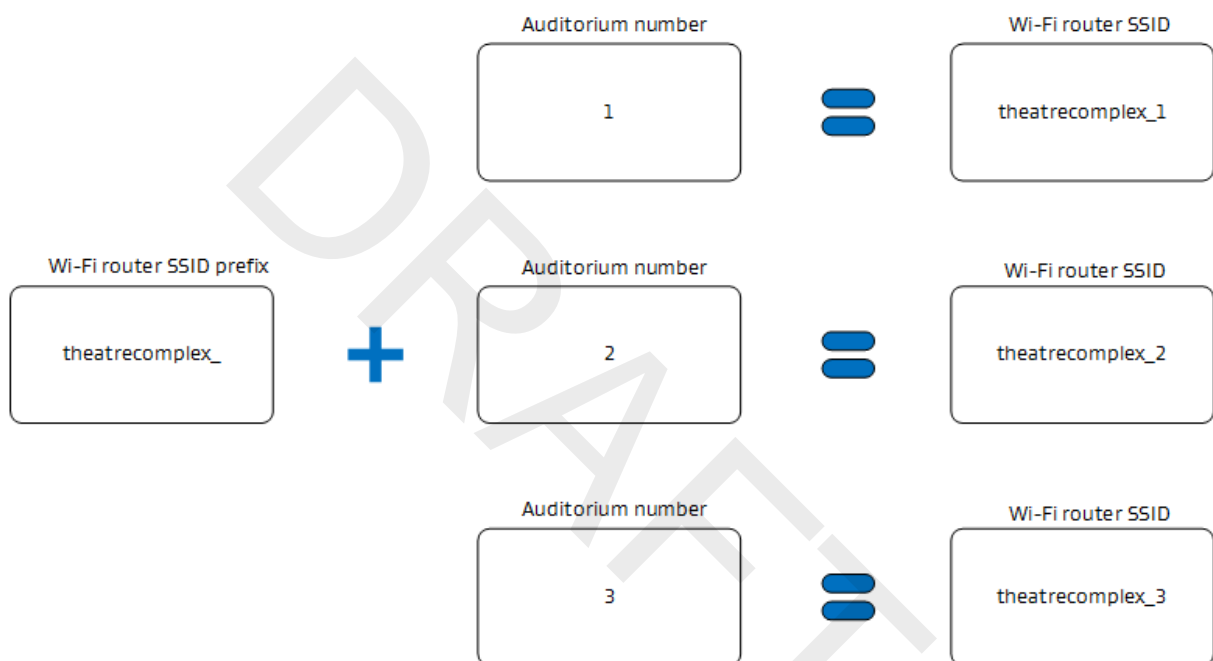 Auditorium number
Wi-Fi router SSID
1
theatrecomplex_1
Wi-Fi router SSID prefix
Auditorium number
Wi-Fi router SSID
theatrecomplex_
2
theatrecomplex_2
Auditorium number
Wi-Fi router SSID
3
theatrecomplex_3
DRAFT